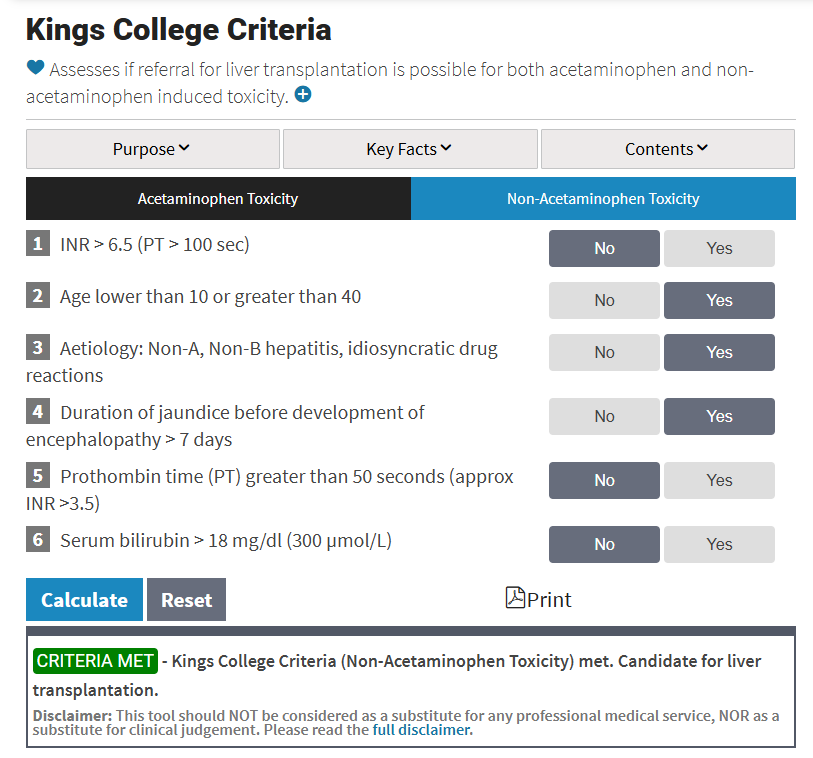 Kings College Criteria
Assesses if referral for liver transplantation is possible for both acetaminophen and non-
acetaminophen induced toxicity.
Purpose
Key Facts
Contents
Acetaminophen Toxicity
Non-Acetaminophen Toxicity
1 INR > 6.5 (PT > 100 sec)
No Yes
2 Age lower than 10 or greater than 40
No Yes
3 Aetiology: Non-A, Non-B hepatitis, idiosyncratic drug
reactions
No Yes
4 Duration of jaundice before development of
encephalopathy > 7 days
No Yes
5 Prothombin time (PT) greater than 50 seconds (approx
INR >3.5)
No Yes
6 Serum bilirubin > 18 mg/dl (300 µmol/L)
No Yes
Calculate Reset Print
CRITERIA MET - Kings College Criteria (Non-Acetaminophen Toxicity) met. Candidate for liver
transplantation.
Disclaimer: This tool should NOT be considered as a substitute for any professional medical service, NOR as a
substitute for clinical judgement. Please read the full disclaimer.